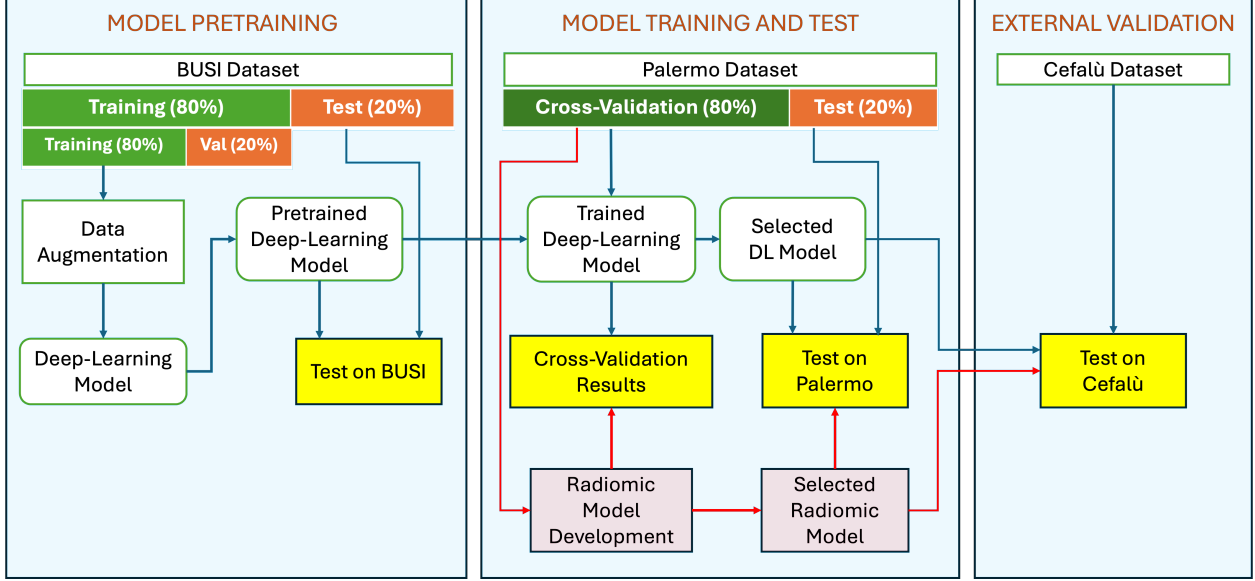 MODEL PRETRAINING
BUSI Dataset
Training (80%)
Test (20%)
Training (80%)
Val (20%)
Data
Augmentation
Pretrained
Deep-Learning
Model
Deep-Learning
Model
Test on BUSI
MODEL TRAINING AND TEST
Palermo Dataset
Cross-Validation (80%)
Test (20%)
Trained
Deep-Learning
Model
Selected
DL Model
Cross-Validation
Results
Test on
Palermo
Radiomic
Model
Development
Selected
Radiomic
Model
EXTERNAL VALIDATION
Cefalù Dataset
Test on
Cefalù